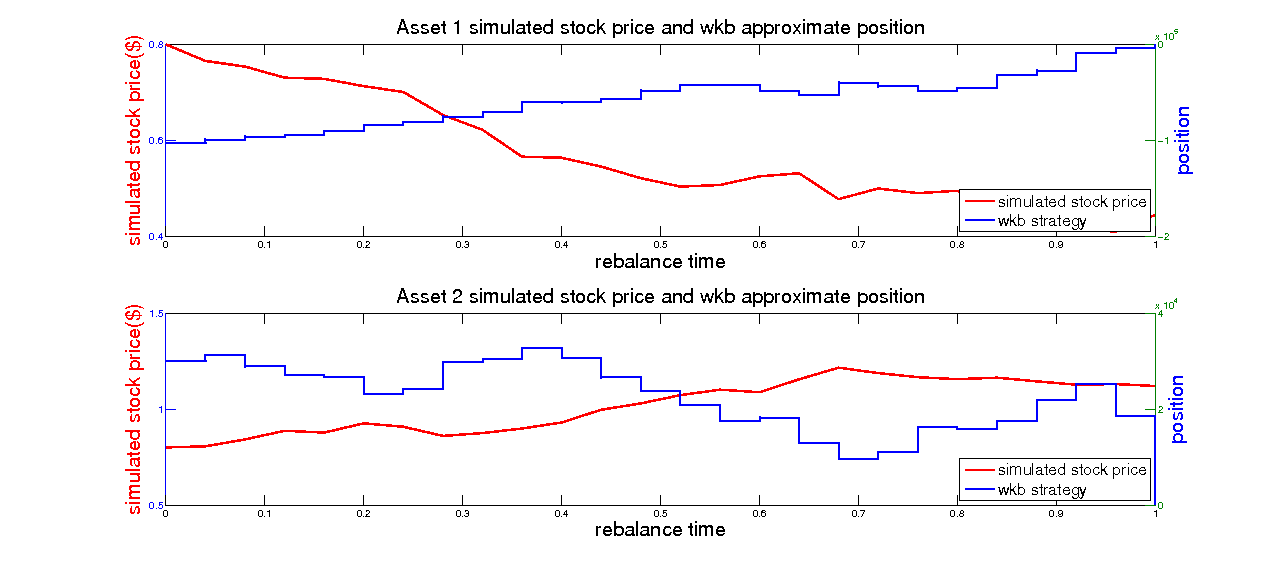 Asset 1 simulated stock price and wkb approximate position
x 10^5
simulated stock price($)
0.8
0.6
0.4
0
-1
-2
position
simulated stock price
wkb strategy
0 0.1 0.2 0.3 0.4 0.5 0.6 0.7 0.8 0.9 1
rebalance time
Asset 2 simulated stock price and wkb approximate position
x 10^4
simulated stock price($)
1.5
1
0.5
4
2
0
position
simulated stock price
wkb strategy
0 0.1 0.2 0.3 0.4 0.5 0.6 0.7 0.8 0.9 1
rebalance time